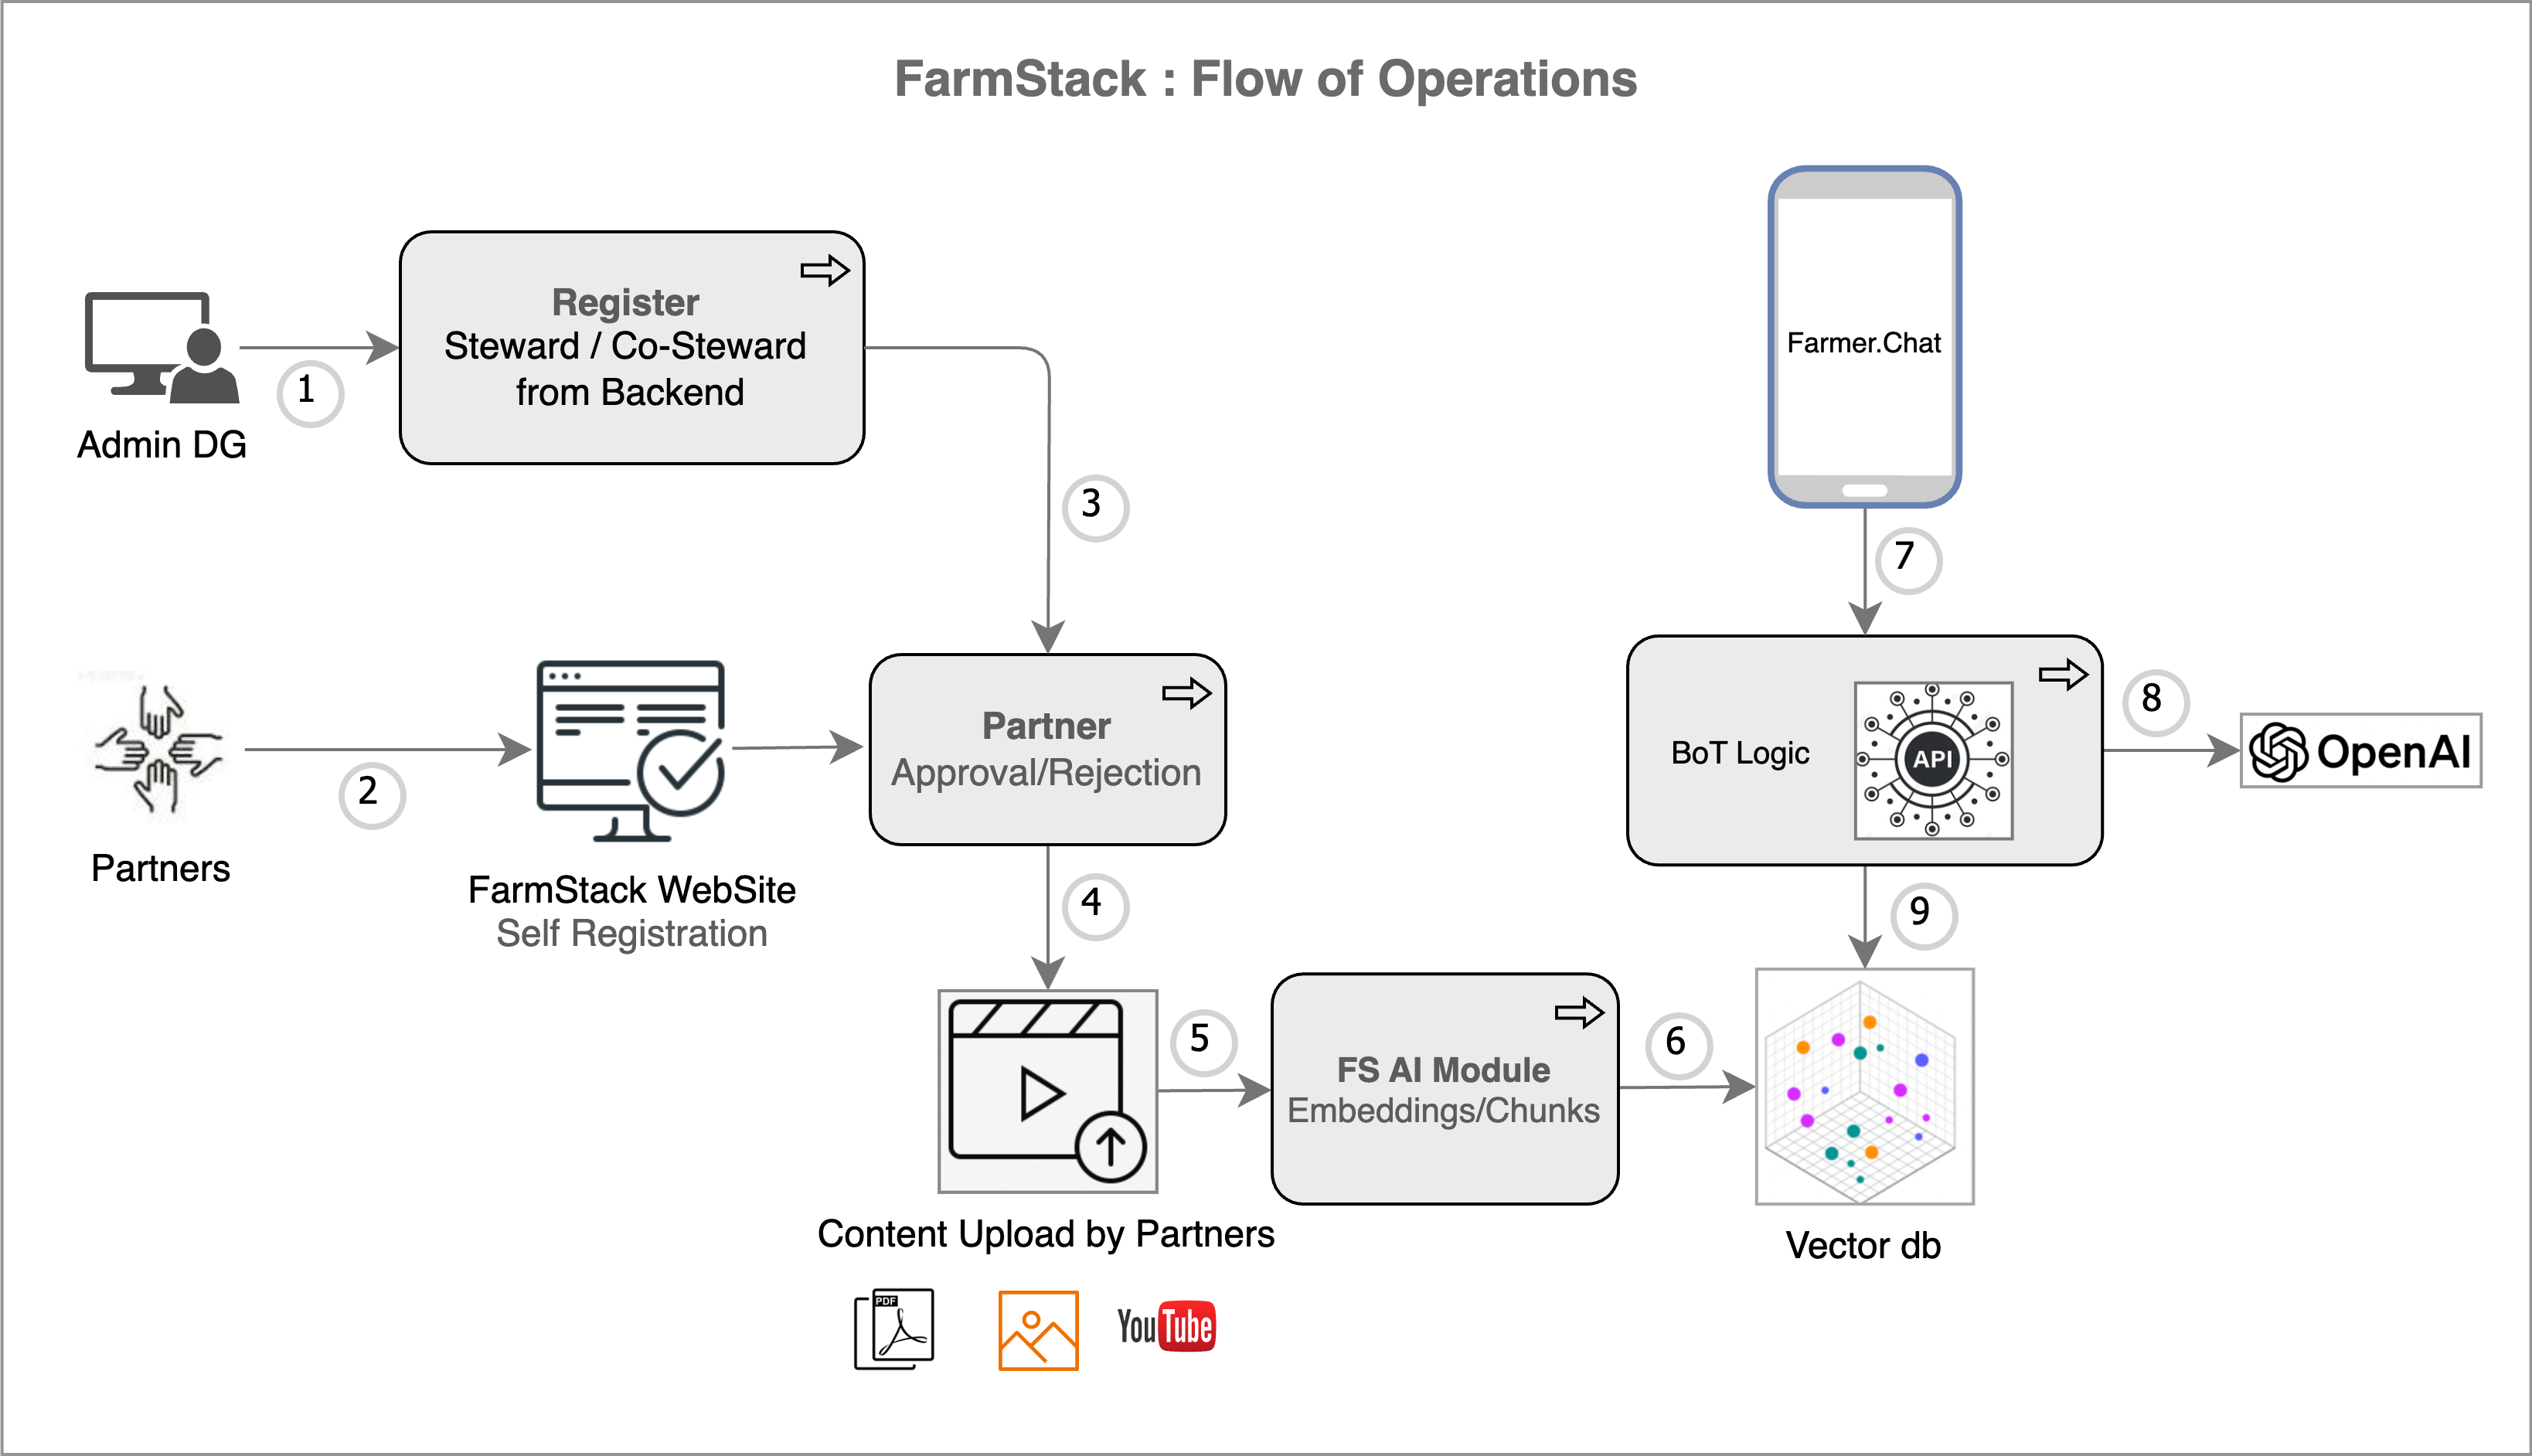 FarmStack : Flow of Operations
Register
Steward / Co-Steward
from Backend
Admin DG
1
3
Farmer.Chat
7
Partners
2
FarmStack WebSite
Self Registration
Partner
Approval/Rejection
4
BoT Logic
API
8
OpenAI
9
5
FS AI Module
Embeddings/Chunks
6
Vector db
Content Upload by Partners
PDF
YouTube